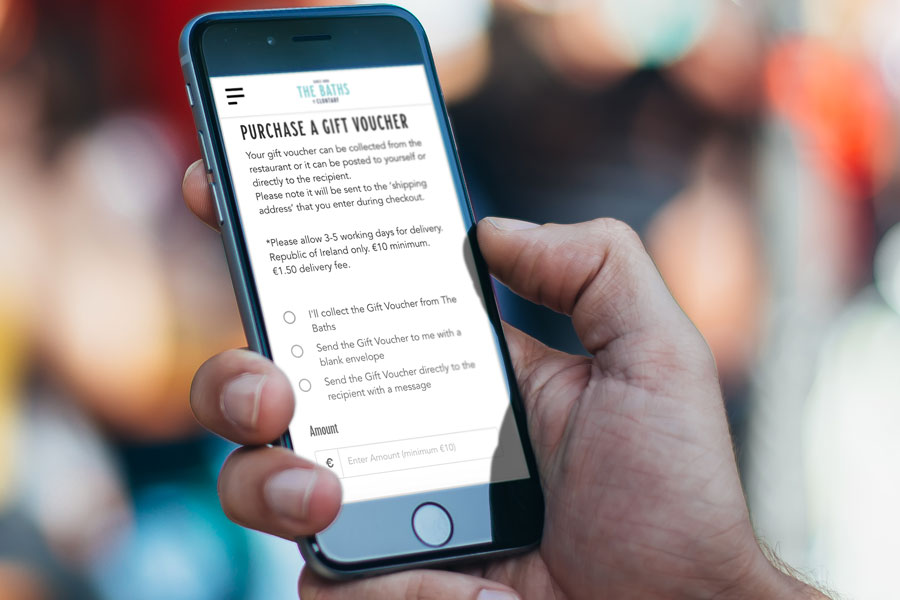 THE BATHS
CLONTARF
PURCHASE A GIFT VOUCHER
Your gift voucher can be collected from the
restaurant or it can be posted to yourself or
directly to the recipient.
Please note it will be sent to the 'shipping
address' that you enter during checkout.
*Please allow 3-5 working days for delivery.
Republic of Ireland only. €10 minimum.
€1.50 delivery fee.
I'll collect the Gift Voucher from The
Baths
Send the Gift Voucher to me with a
blank envelope
Send the Gift Voucher directly to the
recipient with a message
Amount
€ Enter Amount (minimum €10)